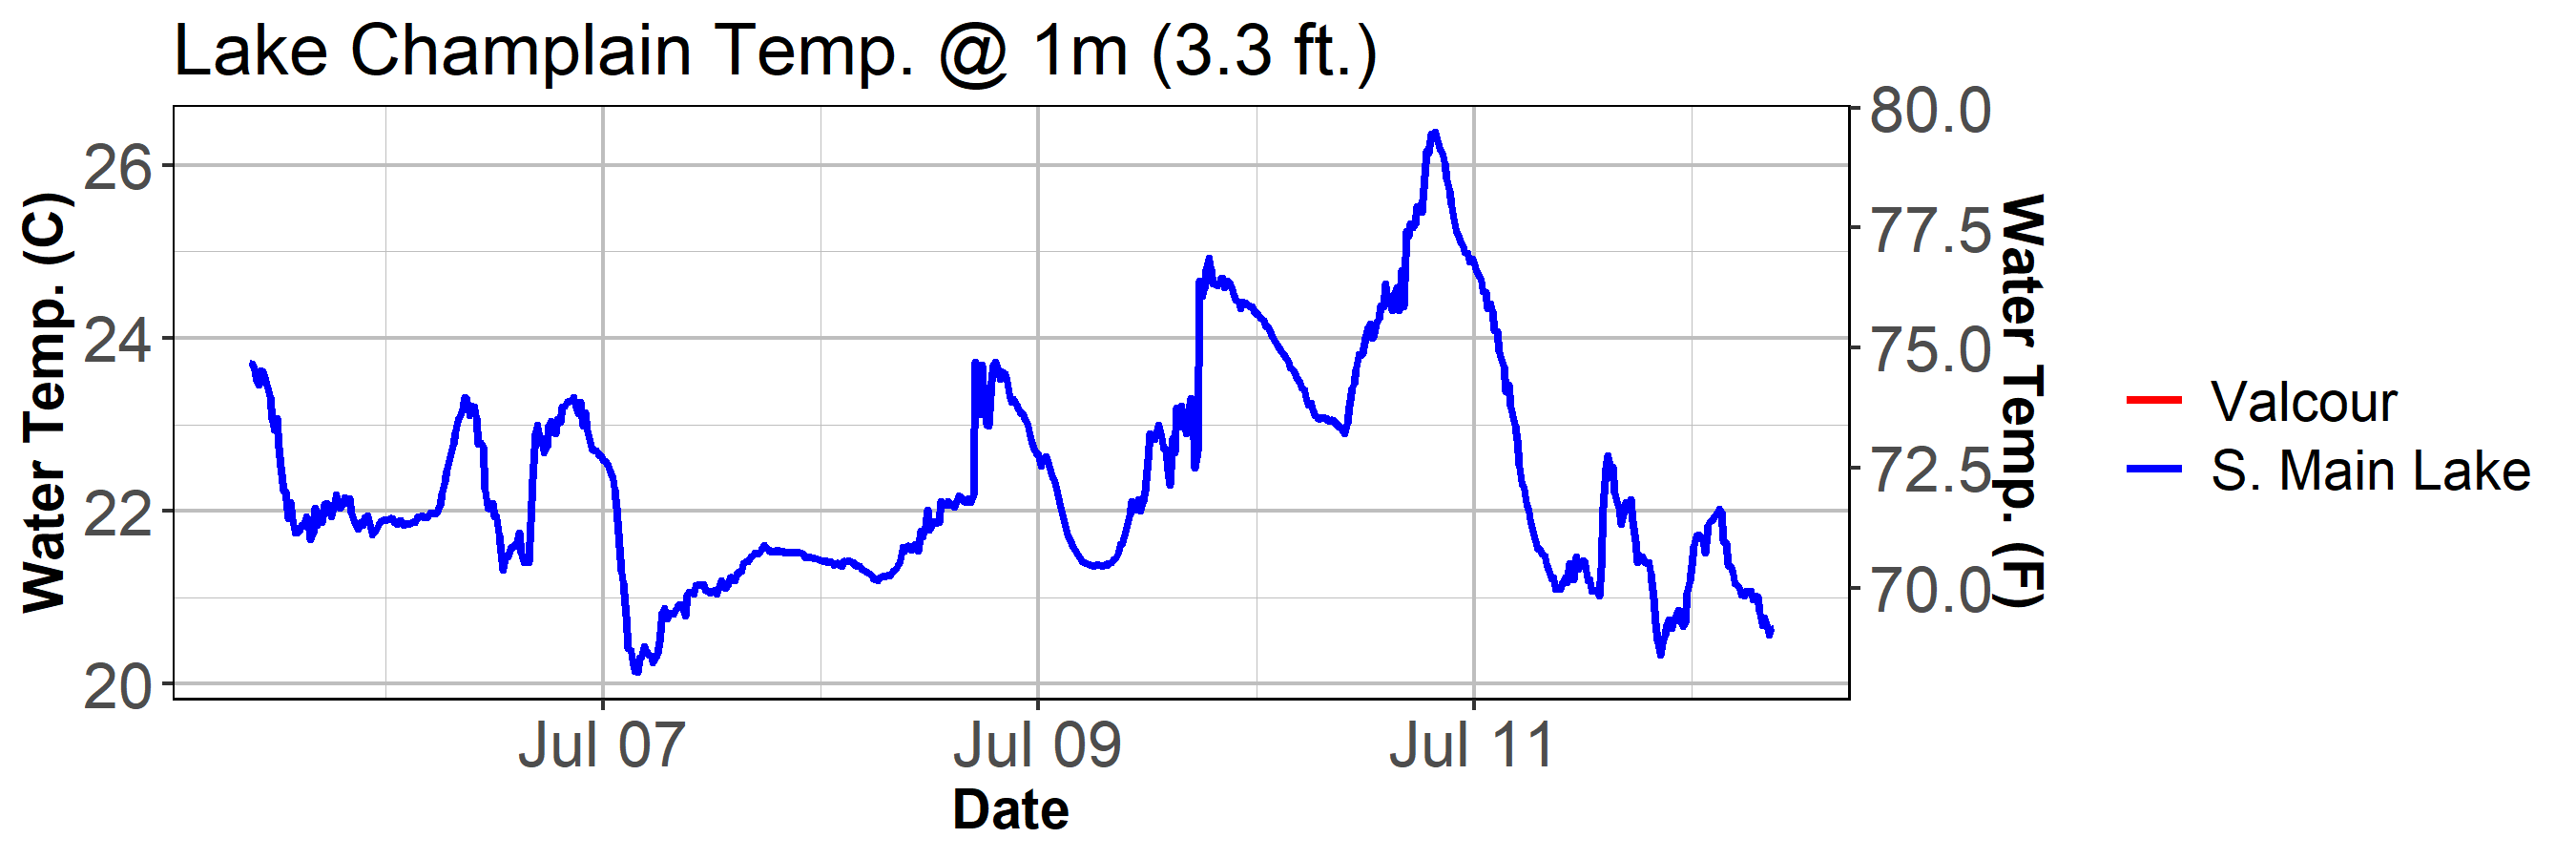 Lake Champlain Temp. @ 1m (3.3 ft.)
Water Temp. (C)
26
24
22
20
80.0
77.5
75.0
72.5
70.0
Water Temp. (F)
Jul 07
Jul 09
Jul 11
Date
Valcour
S. Main Lake